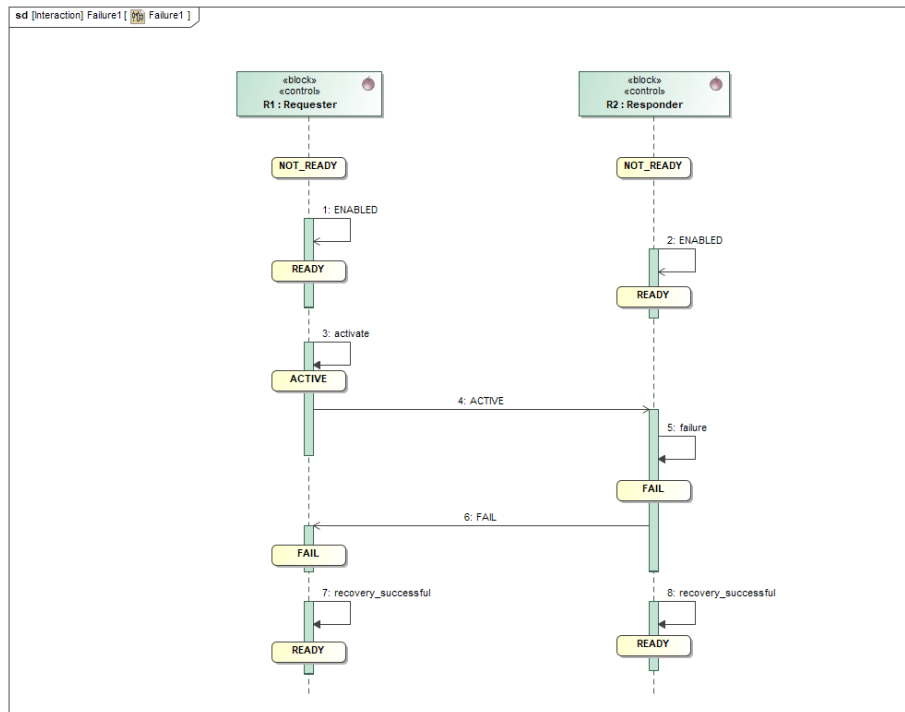 sd [Interaction] Failure1 [ Failure1 ]
«block»
«control»
R1 : Requester
«block»
«control»
R2 : Responder
NOT_READY
NOT_READY
1: ENABLED
2: ENABLED
READY
READY
3: activate
ACTIVE
4: ACTIVE
5: failure
FAIL
6: FAIL
FAIL
7: recovery_successful
8: recovery_successful
READY
READY